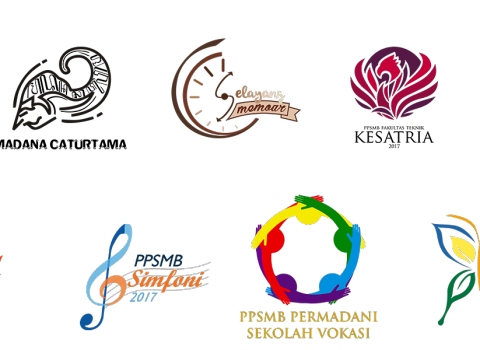 MADANA CATURTAMA
Selayang
memoar
PPSMB FAKULTAS TEKNIK
KESATRIA
2017
PPSMB
Simfoni
2017
PPSMB PERMADANI
SEKOLAH VOKASI